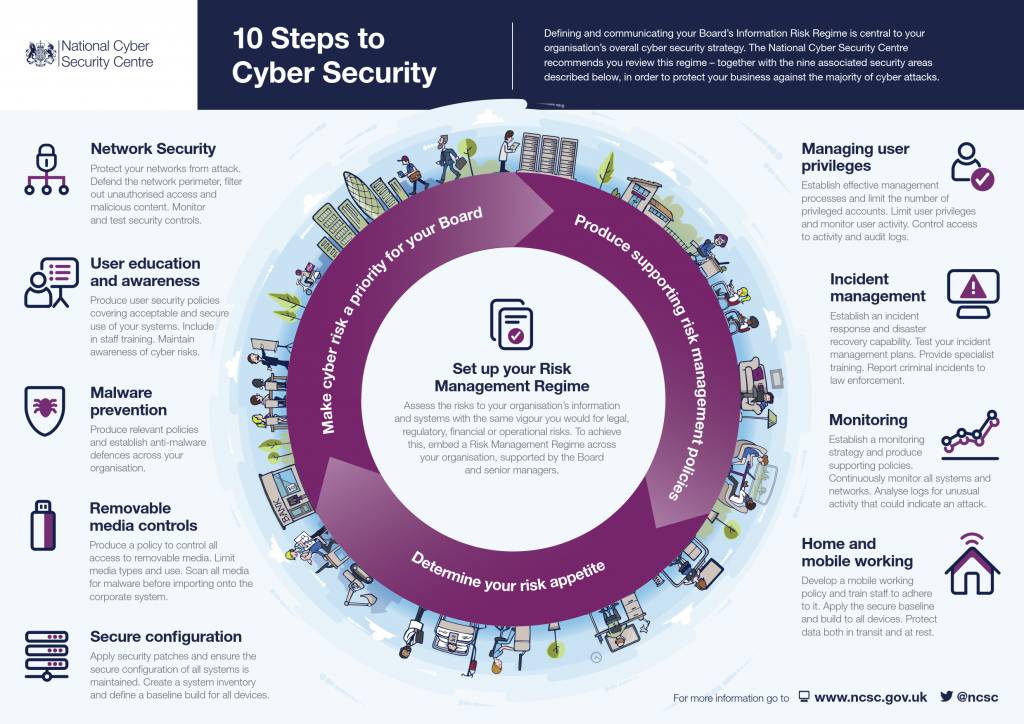 National Cyber
Security Centre
10 Steps to
Cyber Security
Defining and communicating your Board's Information Risk Regime is central to your
organisation's overall cyber security strategy. The National Cyber Security Centre
recommends you review this regime – together with the nine associated security areas
described below, in order to protect your business against the majority of cyber attacks.
Network Security
Protect your networks from attack.
Defend the network perimeter, filter
out unauthorised access and
malicious content. Monitor
and test security controls.
User education
and awareness
Produce user security policies
covering acceptable and secure
use of your systems. Include
in staff training. Maintain
awareness of cyber risks.
Malware
prevention
Produce relevant policies
and establish anti-malware
defences across your
organisation.
Removable
media controls
Produce a policy to control all
access to removable media. Limit
media types and use. Scan all media
for malware before importing onto the
corporate system.
Secure configuration
Apply security patches and ensure the
secure configuration of all systems is
maintained. Create a system inventory
and define a baseline build for all devices.
Make cyber risk a priority for your Board
Produce supporting risk management policies
Determine your risk appetite
BANK
Set up your Risk
Management Regime
Assess the risks to your organisation's information
and systems with the same vigour you would for legal,
regulatory, financial or operational risks. To achieve
this, embed a Risk Management Regime across
your organisation, supported by the Board
and senior managers.
Managing user
privileges
Establish effective management
processes and limit the number of
privileged accounts. Limit user privileges
and monitor user activity. Control access
to activity and audit logs.
Incident
management
Establish an incident
response and disaster
recovery capability. Test your incident
management plans. Provide specialist
training. Report criminal incidents to
law enforcement.
Monitoring
Establish a monitoring
strategy and produce
supporting policies.
Continuously monitor all systems and
networks. Analyse logs for unusual
activity that could indicate an attack.
Home and
mobile working
Develop a mobile working
policy and train staff to adhere
to it. Apply the secure baseline
and build to all devices. Protect
data both in transit and at rest.
For more information go to www.ncsc.gov.uk @ncsc